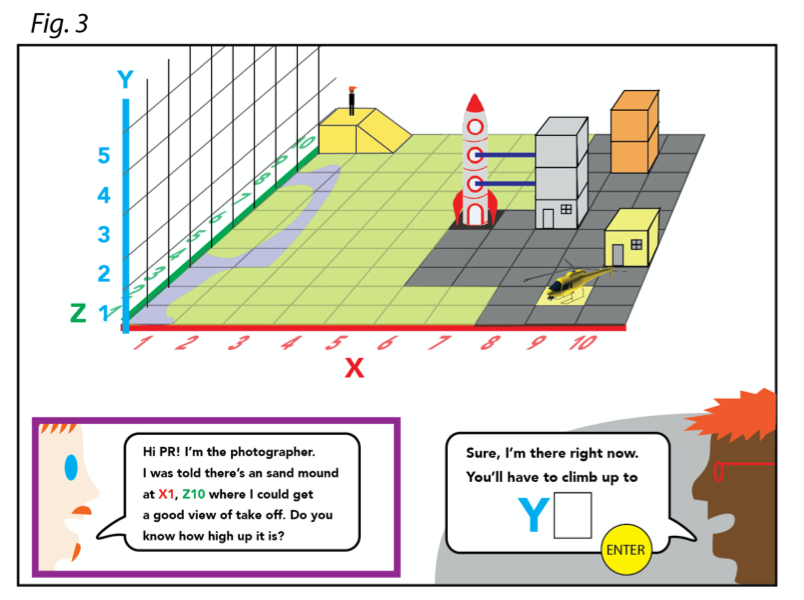 Fig. 3
Y
5
4
3
2
1
Z
1
2
3
4
5
6
7
8
9
10
1
2
3
4
5
6
7
8
9
10
X
Hi PR! I'm the photographer.
I was told there's an sand mound
at X1, Z10 where I could get
a good view of take off. Do you
know how high up it is?
Sure, I'm there right now.
You'll have to climb up to
Y
ENTER